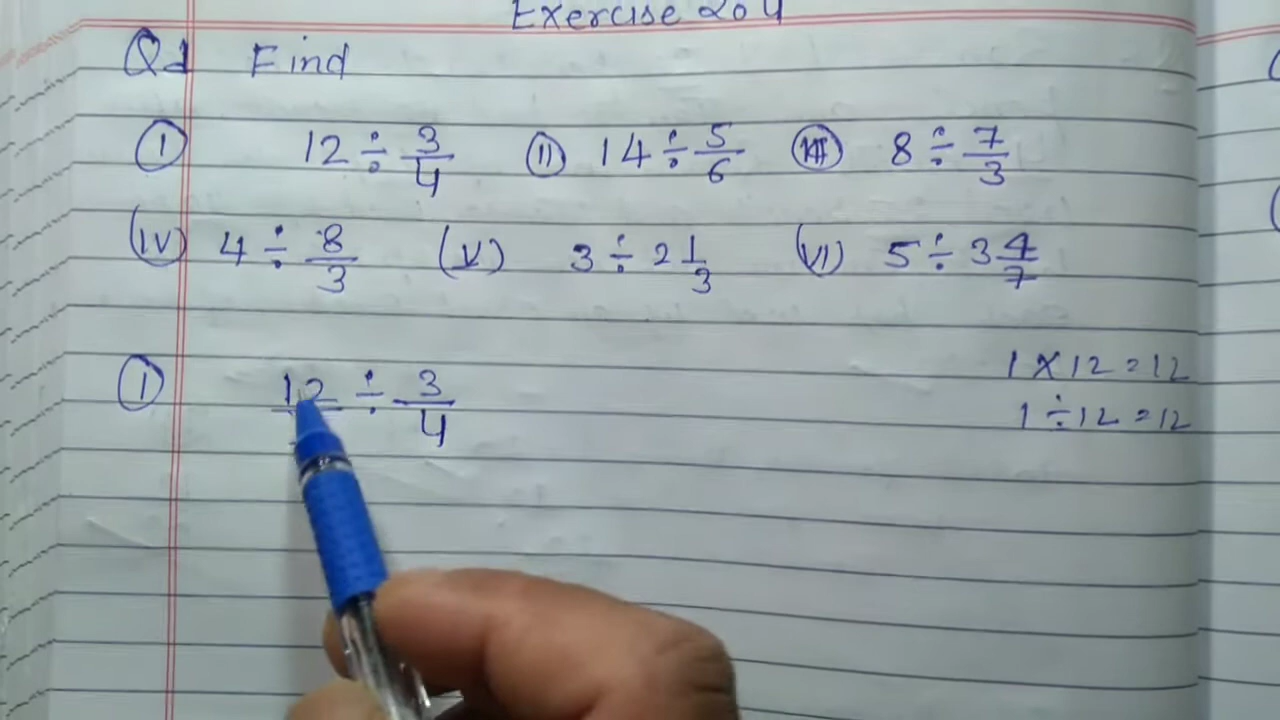 Exercise 2.4
Q1 Find
(I) 12 ÷ 3/4 (II) 14 ÷ 5/6 (III) 8 ÷ 7/3
(IV) 4 ÷ 8/3 (V) 3 ÷ 2 1/3 (VI) 5 ÷ 3 4/7
(I) 12 ÷ 3/4
1 × 12 = 12
1 ÷ 12 = 12